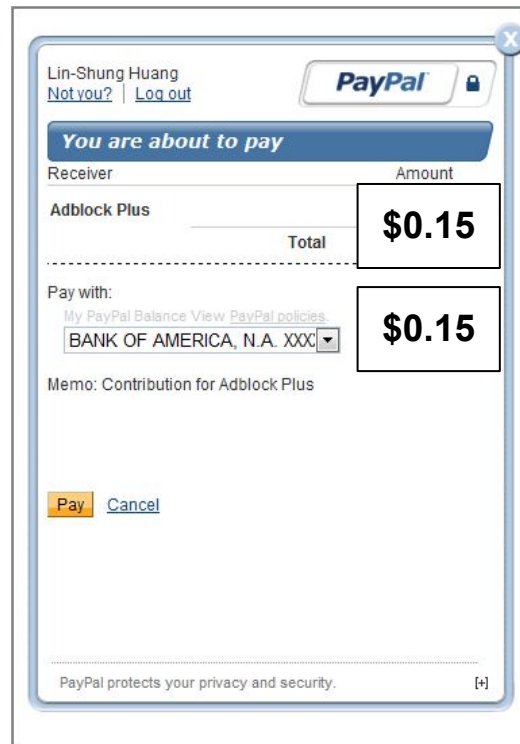 X
Lin-Shung Huang
Not you? | Log out
PayPal
You are about to pay
Receiver Amount
Adblock Plus
$0.15
Total
Pay with:
My PayPal Balance View PayPal policies.
BANK OF AMERICA, N.A. XXX
$0.15
Memo: Contribution for Adblock Plus
Pay Cancel
PayPal protects your privacy and security. [+]